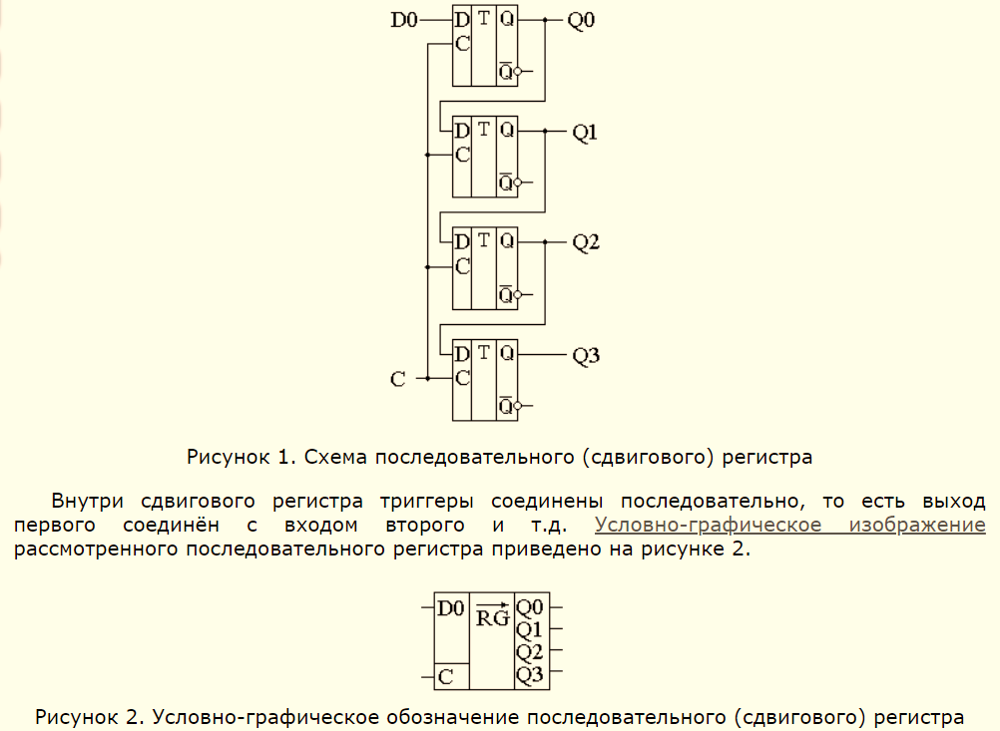 D0 D T Q Q0
C
Q̅
D T Q Q1
C
Q̅
D T Q Q2
C
Q̅
D T Q Q3
C C
Q̅
Рисунок 1. Схема последовательного (сдвигового) регистра
Внутри сдвигового регистра триггеры соединены последовательно, то есть выход
первого соединён с входом второго и т.д. Условно-графическое изображение
рассмотренного последовательного регистра приведено на рисунке 2.
D0 RG Q0
Q1
Q2
C Q3
Рисунок 2. Условно-графическое обозначение последовательного (сдвигового) регистра